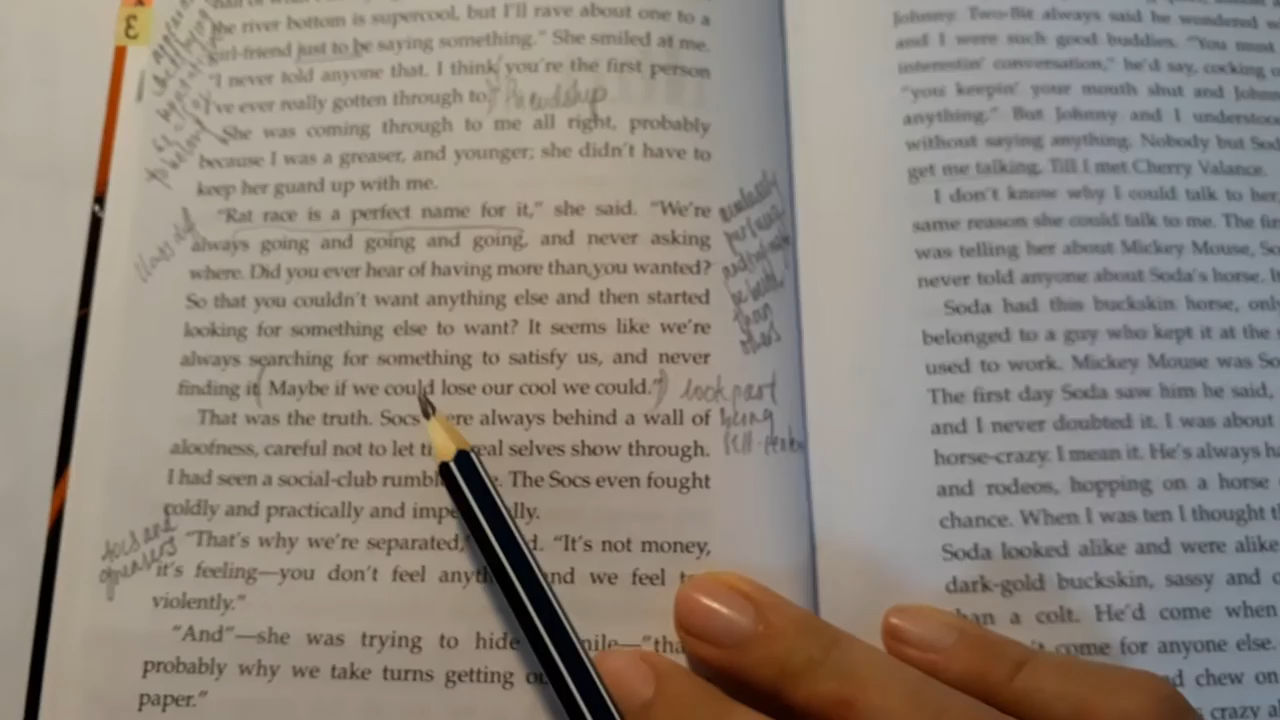 3
the river bottom is supercool, but I'll rave about one to a
girl-friend just to be saying something." She smiled at me.
"I never told anyone that. I think you're the first person
I've ever really gotten through to."
friendship
She was coming through to me all right, probably
because I was a greaser, and younger; she didn't have to
keep her guard up with me.
"Rat race is a perfect name for it," she said. "We're
always going and going and going, and never asking
where. Did you ever hear of having more than you wanted?
So that you couldn't want anything else and then started
looking for something else to want? It seems like we're
always searching for something to satisfy us, and never
finding it. Maybe if we could lose our cool we could."
That was the truth. Socs were always behind a wall of
aloofness, careful not to let real selves show through.
I had seen a social-club The Socs even fought
coldly and practically and
"That's why we're separated," "It's not money,
it's feeling—you don't feel and we feel
violently."
"And"—she was trying to hide
probably why we take turns getting
paper."
class
constantly
be better
than
others
look part
being
socs and
greasers
Johnny. Two-Bit always said he wondered
and I were such good buddies. "You must
interestin' conversation," he'd say, cocking
"you keepin' your mouth shut and
anything." But Johnny and I
without saying anything. Nobody but
get me talking. Till I met Cherry Valance.
I don't know why I could talk to her
same reason she could talk to me. The
was telling her about Mickey Mouse,
never told anyone about Soda's horse.
Soda had this buckskin horse,
belonged to a guy who kept it at the
used to work. Mickey Mouse was
The first day Soda saw him he said,
and I never doubted it. I was about
horse-crazy. I mean it. He's always
and rodeos, hopping on a horse
chance. When I was ten I thought
Soda looked alike and were alike
dark-gold buckskin, sassy and
than a colt. He'd come when
come for anyone else.
chew on
crazy